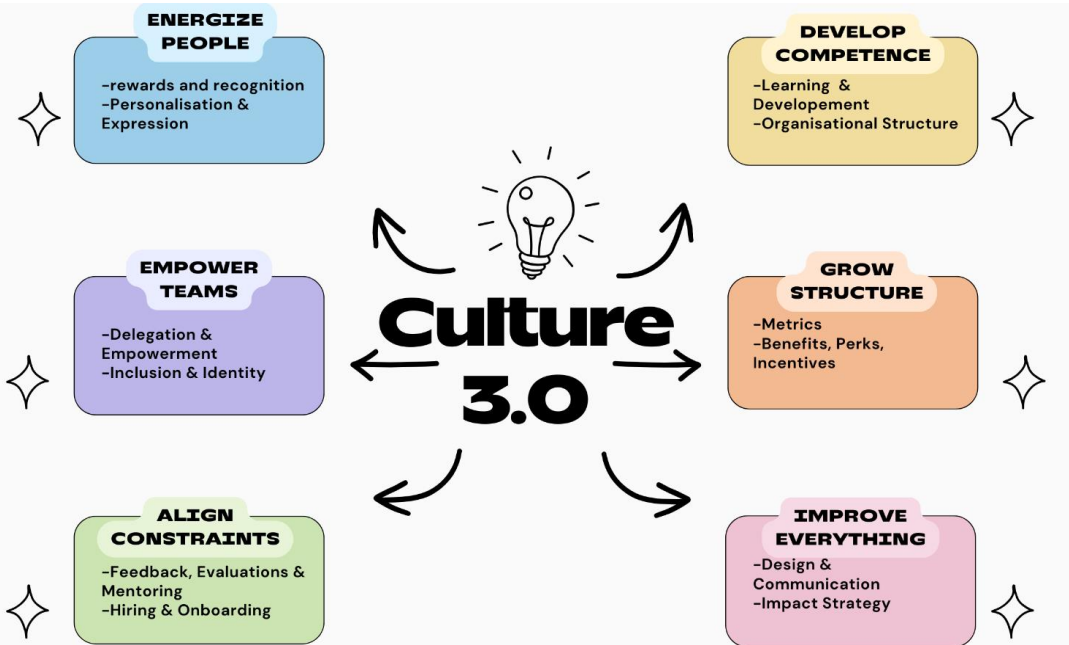 ENERGIZE
PEOPLE
-rewards and recognition
-Personalisation &
Expression
DEVELOP
COMPETENCE
-Learning &
Developement
-Organisational Structure
EMPOWER
TEAMS
-Delegation &
Empowerment
-Inclusion & Identity
Culture
3.0
GROW
STRUCTURE
-Metrics
-Benefits, Perks,
Incentives
ALIGN
CONSTRAINTS
-Feedback, Evaluations &
Mentoring
-Hiring & Onboarding
IMPROVE
EVERYTHING
-Design &
Communication
-Impact Strategy